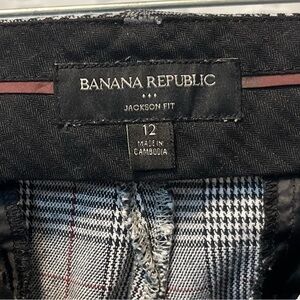 BANANA REPUBLIC
JACKSON FIT
12
MADE IN
CAMBODIA